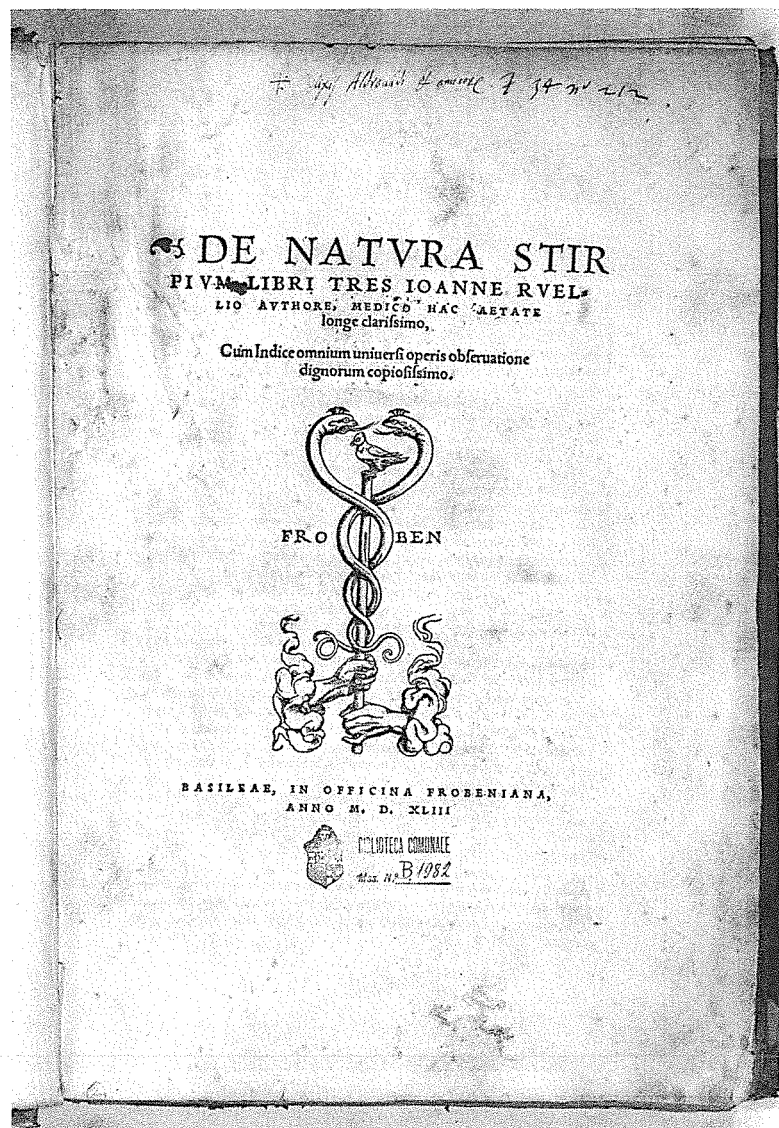 DE NATVRA STIR
PIVM LIBRI TRES IOANNE RVEL-
LIO AVTHORE, MEDICO HAC AETATE
longe clarissimo,
Cum Indice omnium uniuersi operis obseruatione
dignorum copiosissimo.
FRO BEN
BASILEAE, IN OFFICINA FROBENIANA,
ANNO M. D. XLIII
BIBLIOTECA COMUNALE
Mss. N.º B 1982